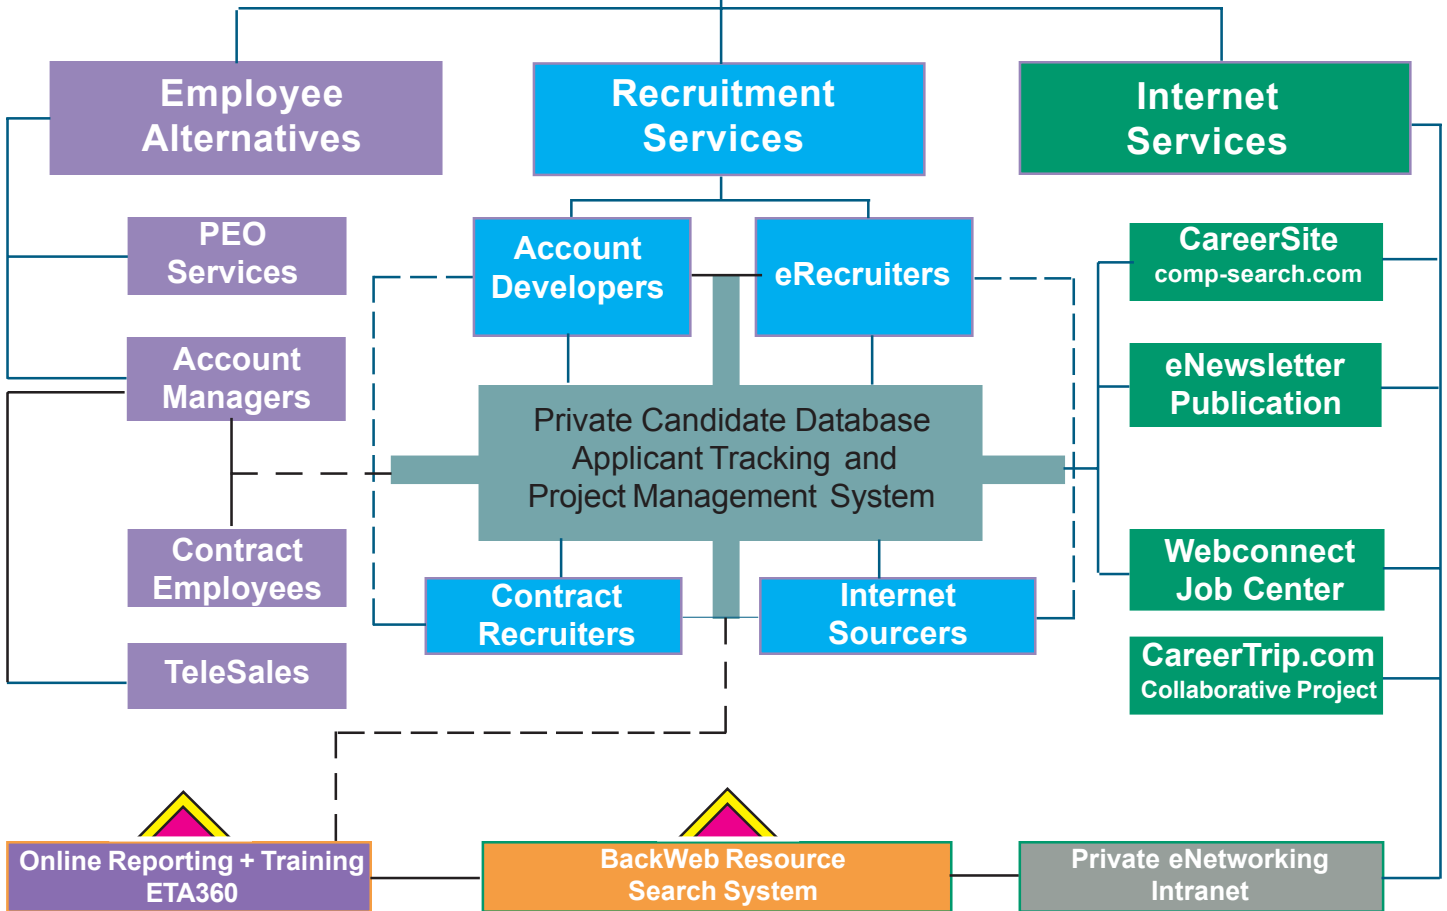 Employee
Alternatives
Recruitment
Services
Internet
Services
PEO
Services
Account
Developers
eRecruiters
CareerSite
comp-search.com
Account
Managers
eNewsletter
Publication
Private Candidate Database
Applicant Tracking and
Project Management System
Contract
Employees
Webconnect
Job Center
Contract
Recruiters
Internet
Sourcers
TeleSales
CareerTrip.com
Collaborative Project
Online Reporting + Training
ETA360
BackWeb Resource
Search System
Private eNetworking
Intranet